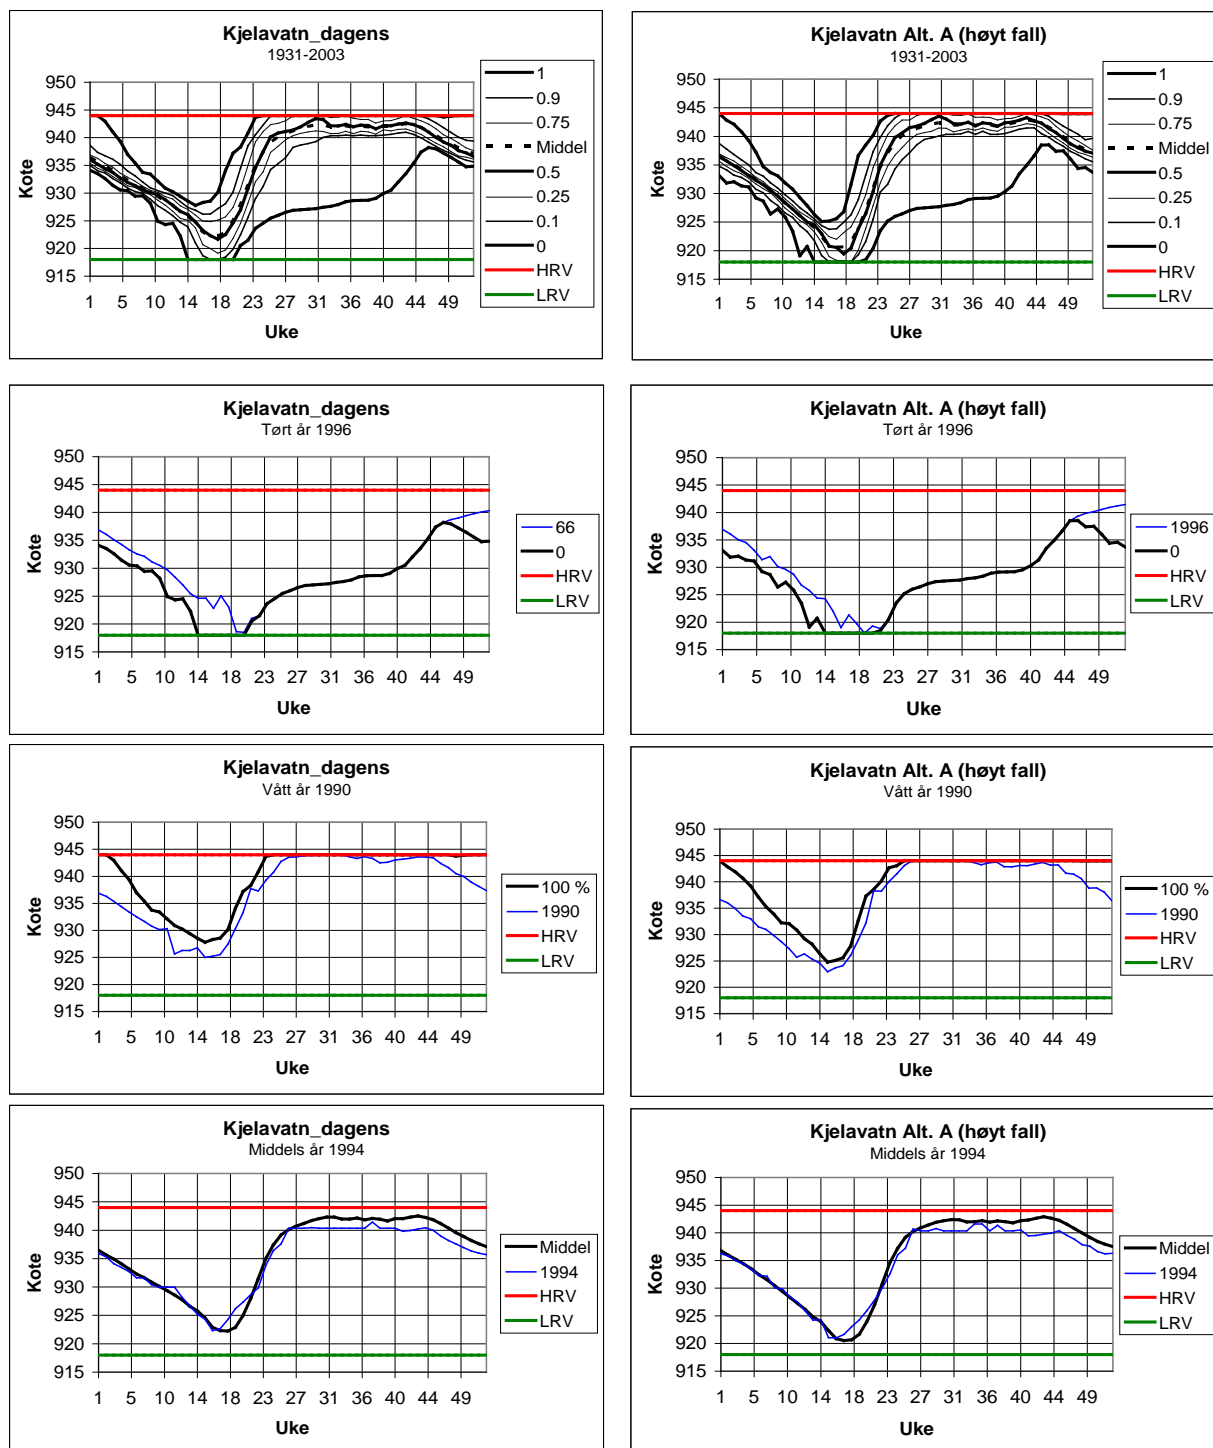 Kjelavatn_dagens
1931-2003
Kote
950
945
940
935
930
925
920
915
1 5 10 14 18 23 27 31 36 40 44 49
Uke
1
0.9
0.75
Middel
0.5
0.25
0.1
0
HRV
LRV
Kjelavatn Alt. A (høyt fall)
1931-2003
Kote
950
945
940
935
930
925
920
915
1 5 10 14 18 23 27 31 36 40 44 49
Uke
1
0.9
0.75
Middel
0.5
0.25
0.1
0
HRV
LRV
Kjelavatn_dagens
Tørt år 1996
Kote
950
945
940
935
930
925
920
915
1 5 10 14 18 23 27 31 36 40 44 49
Uke
66
0
HRV
LRV
Kjelavatn Alt. A (høyt fall)
Tørt år 1996
Kote
950
945
940
935
930
925
920
915
1 5 10 14 18 23 27 31 36 40 44 49
Uke
1996
0
HRV
LRV
Kjelavatn_dagens
Vått år 1990
Kote
950
945
940
935
930
925
920
915
1 5 10 14 18 23 27 31 36 40 44 49
Uke
100 %
1990
HRV
LRV
Kjelavatn Alt. A (høyt fall)
Vått år 1990
Kote
950
945
940
935
930
925
920
915
1 5 10 14 18 23 27 31 36 40 44 49
Uke
100 %
1990
HRV
LRV
Kjelavatn_dagens
Middels år 1994
Kote
950
945
940
935
930
925
920
915
1 5 10 14 18 23 27 31 36 40 44 49
Uke
Middel
1994
HRV
LRV
Kjelavatn Alt. A (høyt fall)
Middels år 1994
Kote
950
945
940
935
930
925
920
915
1 5 10 14 18 23 27 31 36 40 44 49
Uke
Middel
1994
HRV
LRV